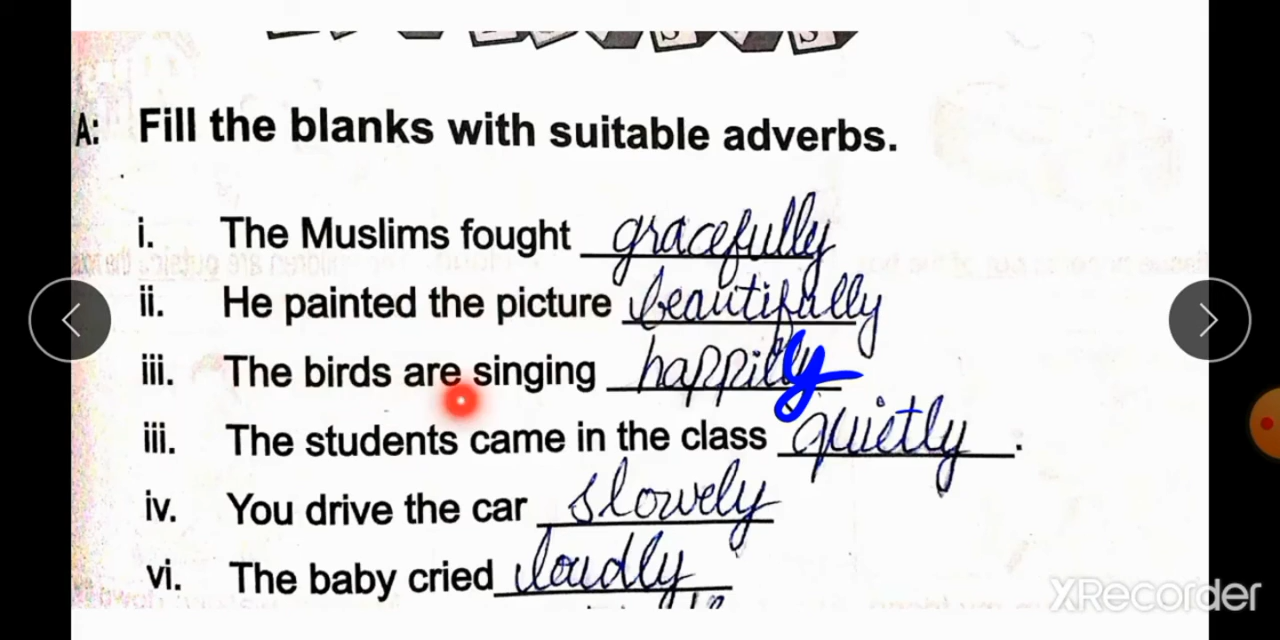 A: Fill the blanks with suitable adverbs.
i. The Muslims fought gracefully
ii. He painted the picture beautifully
iii. The birds are singing happily
iii. The students came in the class quietly.
iv. You drive the car slowely
vi. The baby cried loudly
XRecorder